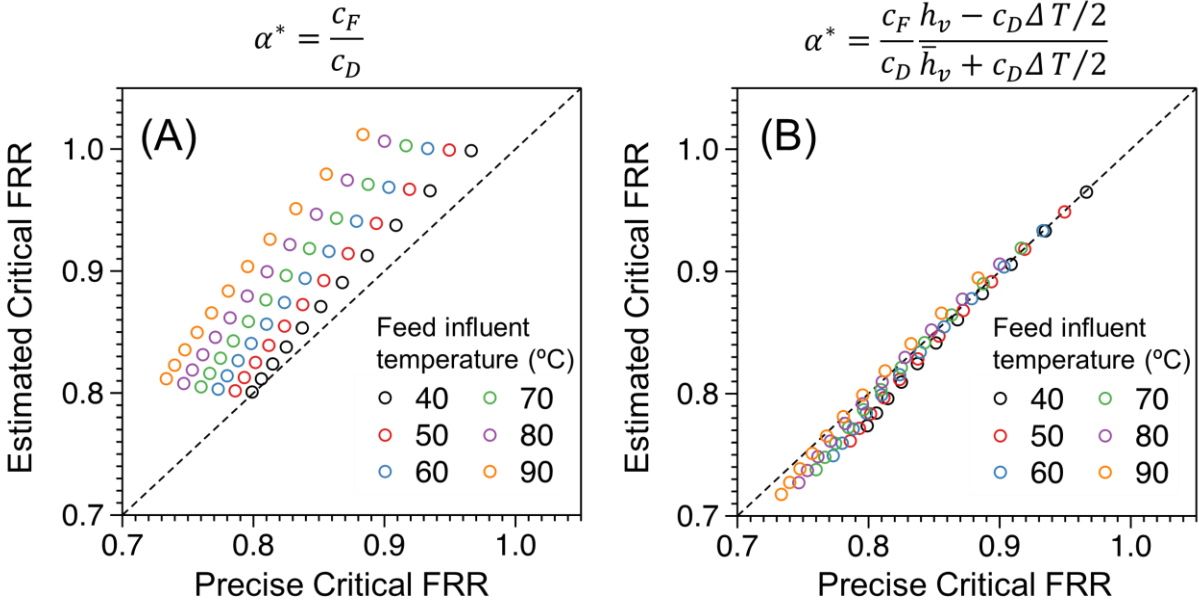 α* = c_F / c_D
(A)
Estimated Critical FRR
1.0
0.9
0.8
0.7
Feed influent
temperature (ºC)
40 70
50 80
60 90
0.7 0.8 0.9 1.0
Precise Critical FRR
α* = c_F / c_D h_v − c_D Δ T/2 / h̄_v + c_D Δ T/2
(B)
Estimated Critical FRR
1.0
0.9
0.8
0.7
Feed influent
temperature (ºC)
40 70
50 80
60 90
0.7 0.8 0.9 1.0
Precise Critical FRR